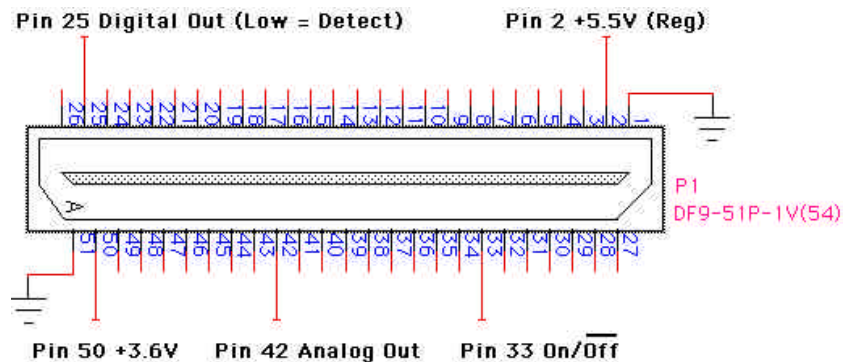 Pin 25 Digital Out (Low = Detect) Pin 2 +5.5V (Reg)
26 25 24 23 22 21 20 19 18 17 16 15 14 13 12 11 10 9 8 7 6 5 4 3 2 1
P1
DF9-51P-1V(54)
A
51 50 49 48 47 46 45 44 43 42 41 40 39 38 37 36 35 34 33 32 31 30 29 28 27
Pin 50 +3.6V Pin 42 Analog Out Pin 33 On/Off